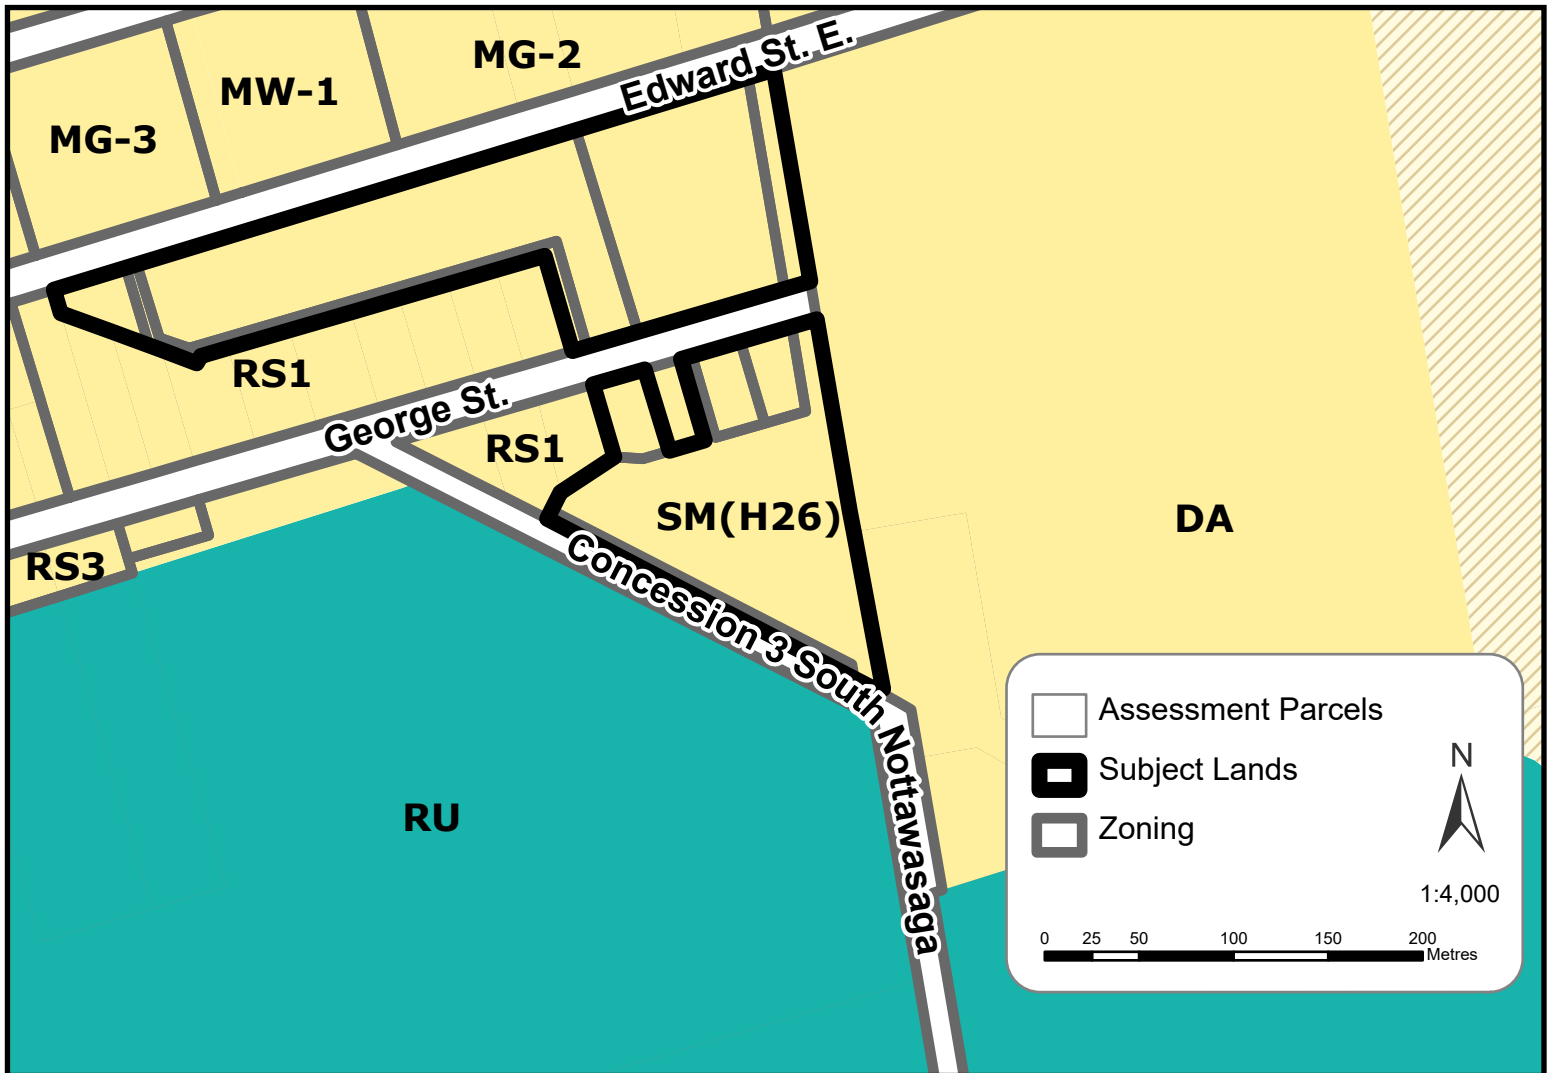 MG-2
Edward St. E.
MW-1
MG-3
RS1
George St.
RS1
SM(H26)
DA
RS3
Concession 3 South Nottawasaga
RU
Assessment Parcels
Subject Lands
Zoning
N
1:4,000
0 25 50 100 150 200
Metres